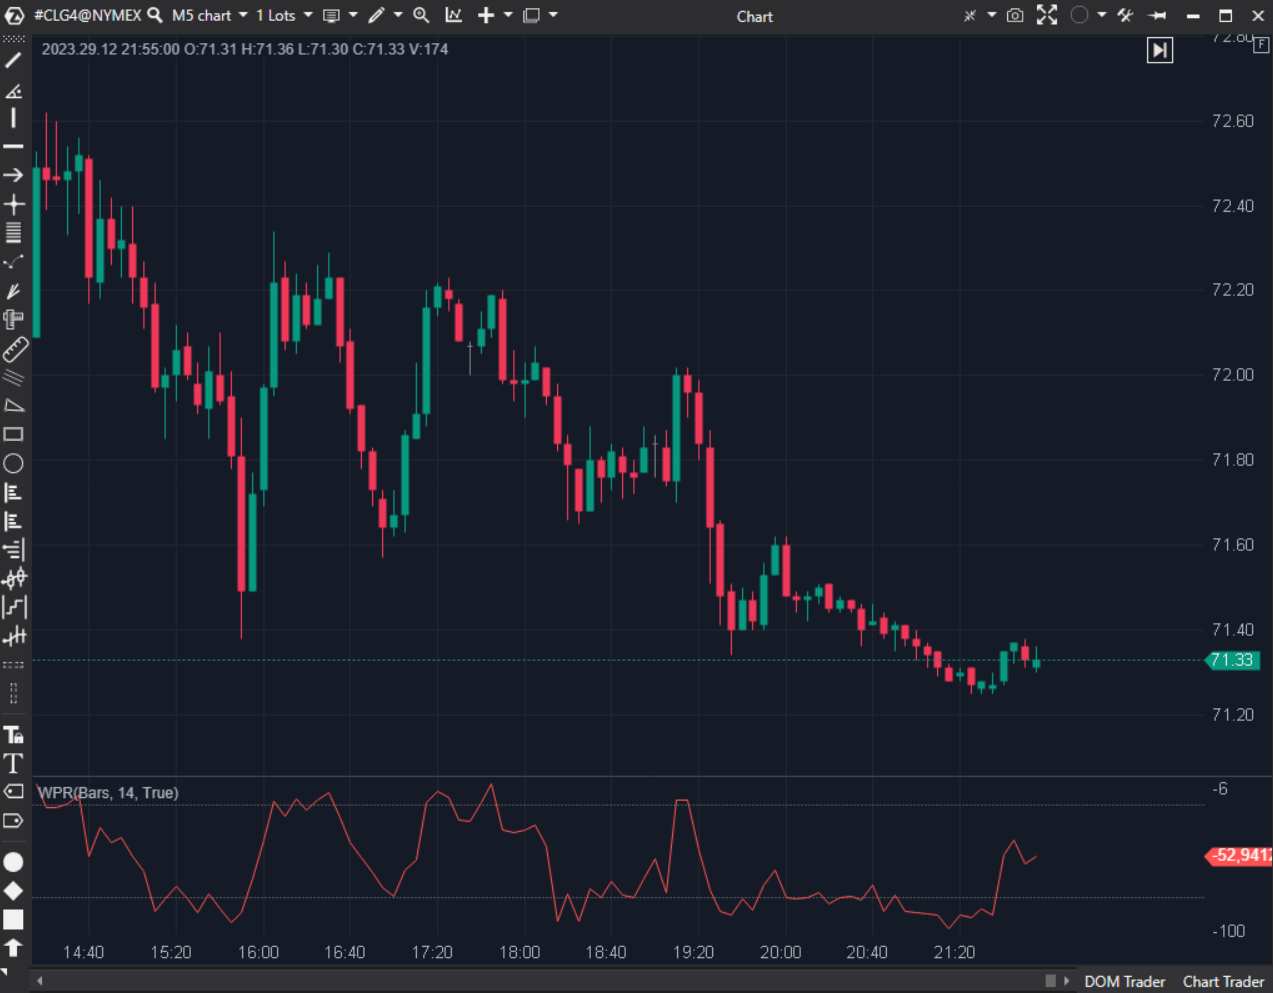 #CLG4@NYMEX M5 chart 1 Lots Chart
2023.29.12 21:55:00 O:71.31 H:71.36 L:71.30 C:71.33 V:174
72.80 F
72.60
72.40
72.20
72.00
71.80
71.60
71.40
71.33
71.20
WPR(Bars, 14, True)
-6
-52,9412
-100
14:40 15:20 16:00 16:40 17:20 18:00 18:40 19:20 20:00 20:40 21:20
DOM Trader Chart Trader